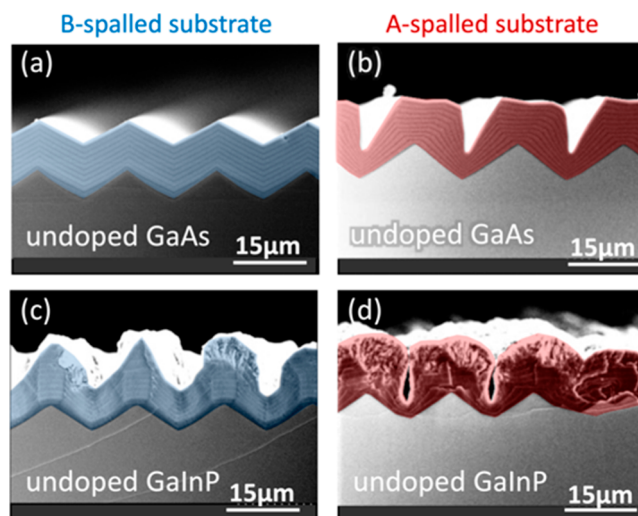 B-spalled substrate
A-spalled substrate
(a)
(b)
undoped GaAs
15μm
undoped GaAs
15μm
(c)
(d)
undoped GaInP
15μm
undoped GaInP
15μm